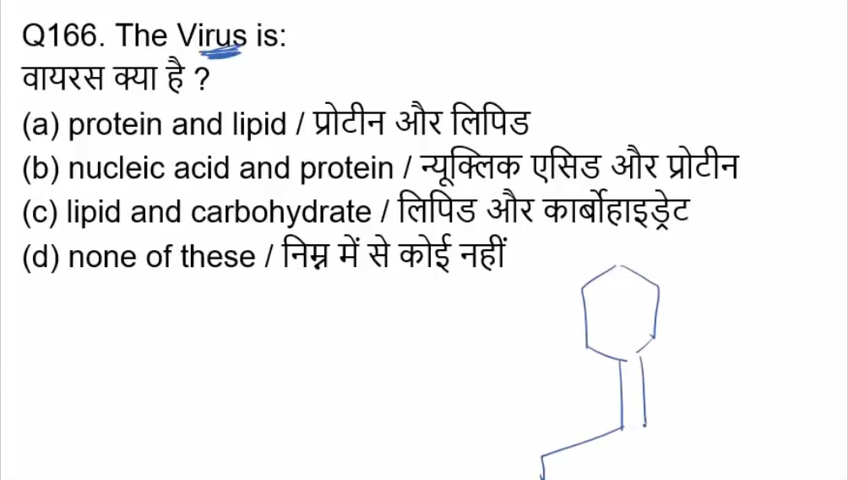 Q166. The Virus is:
वायरस क्या है ?
(a) protein and lipid / प्रोटीन और लिपिड
(b) nucleic acid and protein / न्यूक्लिक एसिड और प्रोटीन
(c) lipid and carbohydrate / लिपिड और कार्बोहाइड्रेट
(d) none of these / निम्न में से कोई नहीं